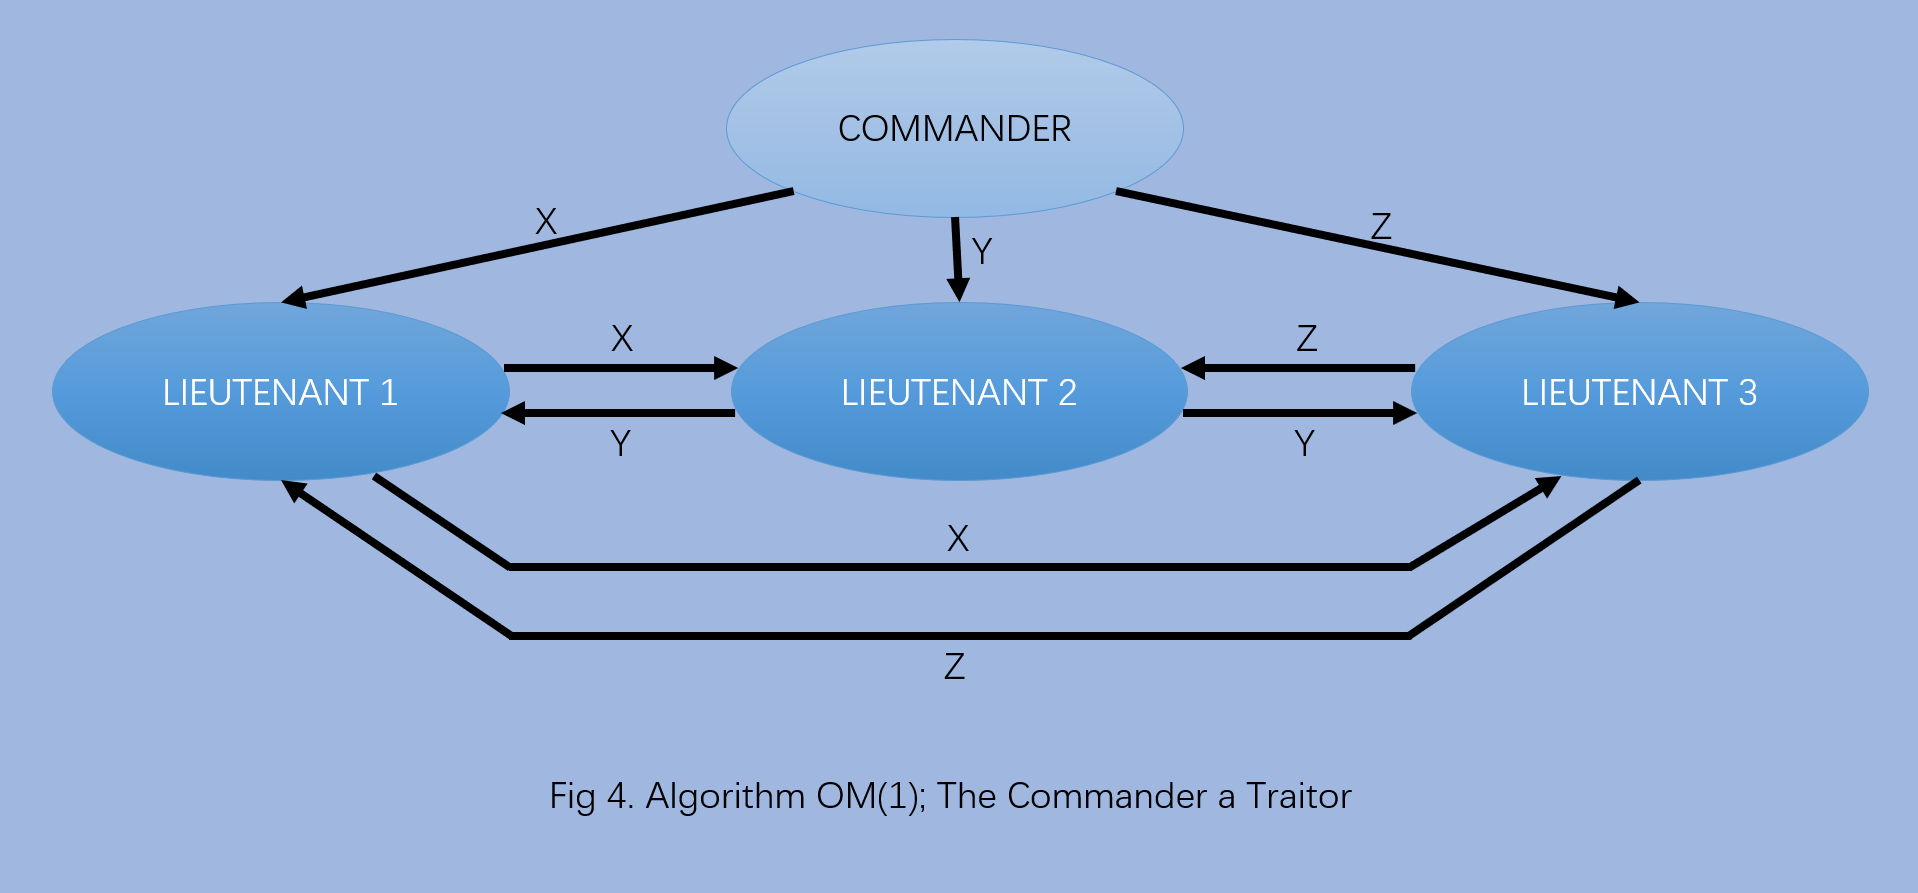 COMMANDER
X
Y
Z
LIEUTENANT 1
X
Y
LIEUTENANT 2
Z
Y
LIEUTENANT 3
X
Z
Fig 4. Algorithm OM(1); The Commander a Traitor